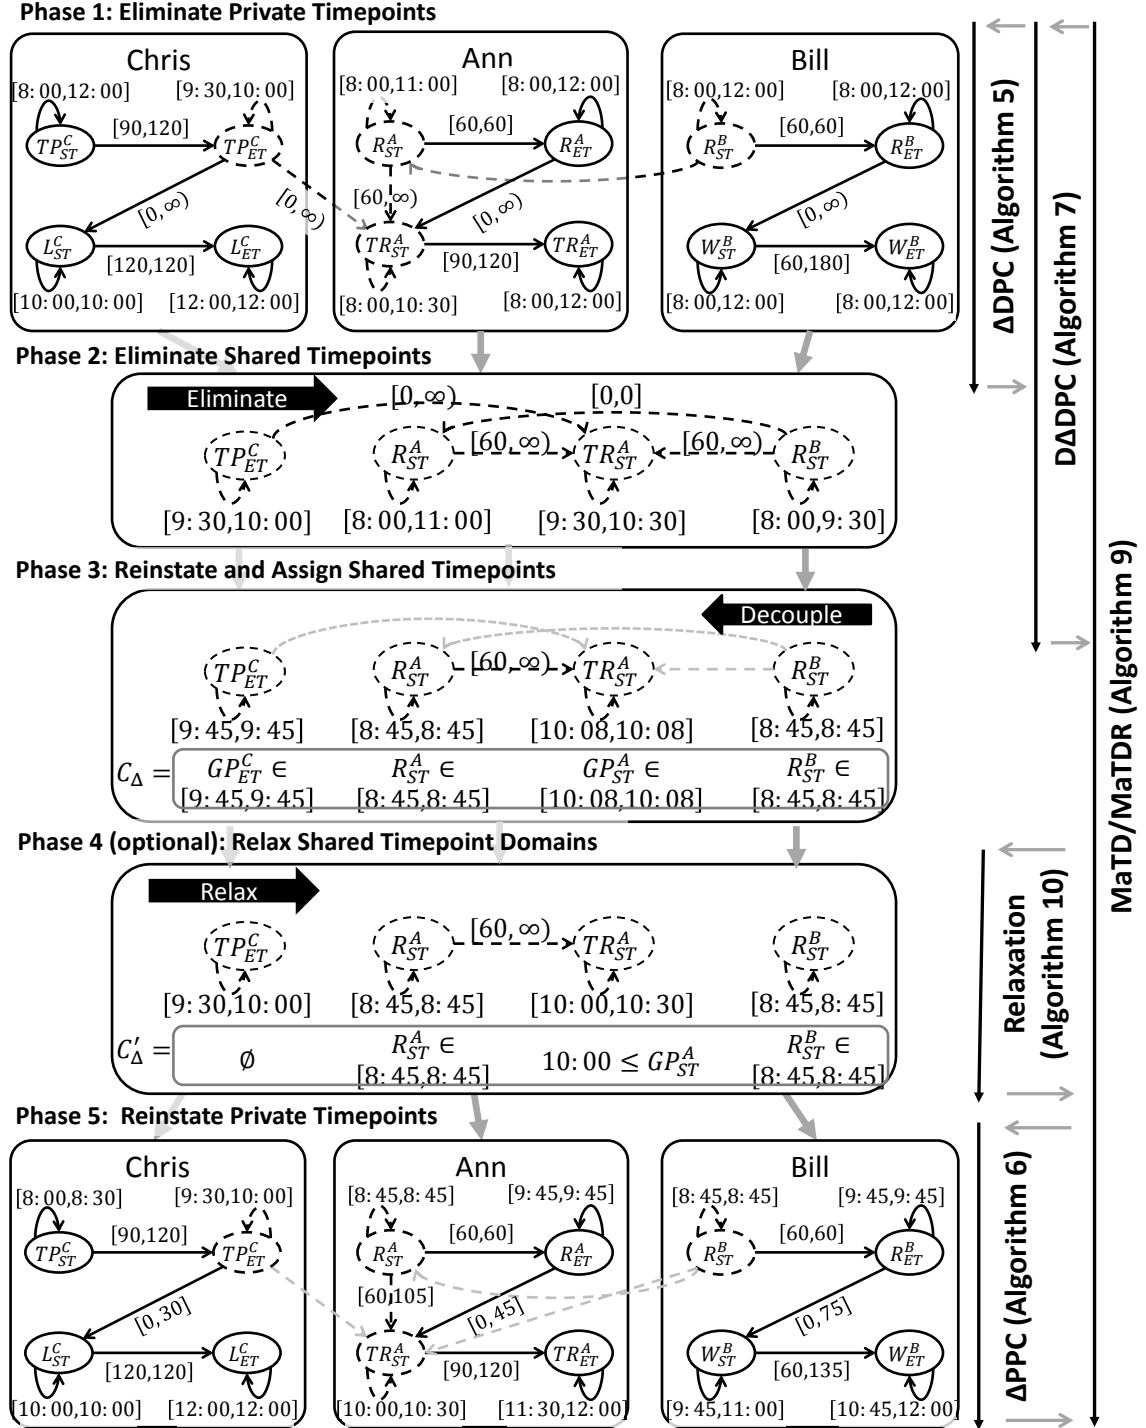 Phase 1: Eliminate Private Timepoints
Chris
Ann
Bill
[8:00,12:00]
[9:30,10:00]
[8:00,11:00]
[8:00,12:00]
[8:00,12:00]
[8:00,12:00]
[90,120]
[60,60]
[60,60]
TP^C_ST
TP^C_ET
R^A_ST
R^A_ET
R^B_ST
R^B_ET
[0,∞)
[0,∞)
[60,∞)
[0,∞)
[0,∞)
L^C_ST
L^C_ET
TR^A_ST
TR^A_ET
W^B_ST
W^B_ET
[120,120]
[90,120]
[60,180]
[10:00,10:00]
[12:00,12:00]
[8:00,10:30]
[8:00,12:00]
[8:00,12:00]
[8:00,12:00]
Phase 2: Eliminate Shared Timepoints
Eliminate
[0,∞)
[0,0]
TP^C_ET
R^A_ST
[60,∞)
TR^A_ST
[60,∞)
R^B_ST
[9:30,10:00]
[8:00,11:00]
[9:30,10:30]
[8:00,9:30]
Phase 3: Reinstate and Assign Shared Timepoints
Decouple
TP^C_ET
R^A_ST
[60,∞)
TR^A_ST
R^B_ST
[9:45,9:45]
[8:45,8:45]
[10:08,10:08]
[8:45,8:45]
C_Δ =
GP^C_ET ∈
R^A_ST ∈
GP^A_ST ∈
R^B_ST ∈
[9:45,9:45]
[8:45,8:45]
[10:08,10:08]
[8:45,8:45]
Phase 4 (optional): Relax Shared Timepoint Domains
Relax
TP^C_ET
R^A_ST
[60,∞)
TR^A_ST
R^B_ST
[9:30,10:00]
[8:45,8:45]
[10:00,10:30]
[8:45,8:45]
C′_Δ =
∅
R^A_ST ∈
[8:45,8:45]
10:00 ≤ GP^A_ST
R^B_ST ∈
[8:45,8:45]
Phase 5: Reinstate Private Timepoints
Chris
Ann
Bill
[8:00,8:30]
[9:30,10:00]
[8:45,8:45]
[9:45,9:45]
[8:45,8:45]
[9:45,9:45]
[90,120]
[60,60]
[60,60]
TP^C_ST
TP^C_ET
R^A_ST
R^A_ET
R^B_ST
R^B_ET
[0,30]
[60,105]
[0,45]
[0,75]
L^C_ST
L^C_ET
TR^A_ST
TR^A_ET
W^B_ST
W^B_ET
[120,120]
[90,120]
[60,135]
[10:00,10:00]
[12:00,12:00]
[10:00,10:30]
[11:30,12:00]
[9:45,11:00]
[10:45,12:00]
ΔDPC (Algorithm 5)
DΔDPC (Algorithm 7)
MaTD/MaTDR (Algorithm 9)
Relaxation
(Algorithm 10)
ΔPPC (Algorithm 6)